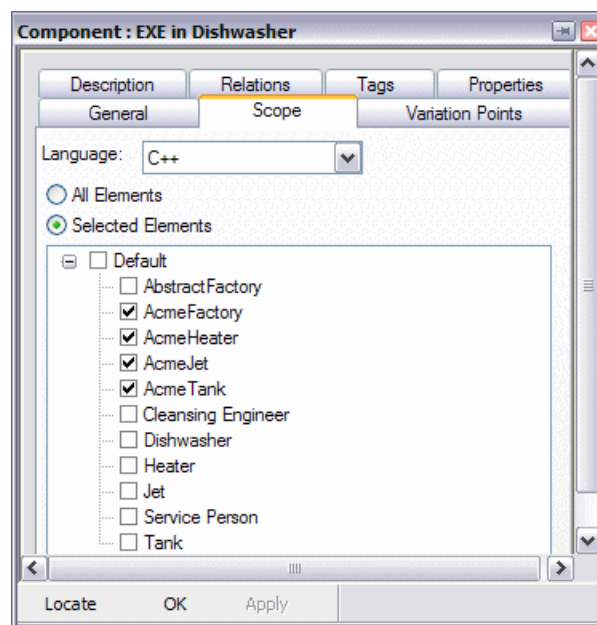 Component : EXE in Dishwasher
Description Relations Tags Properties
General Scope Variation Points
Language: C++
All Elements
Selected Elements
Default
AbstractFactory
AcmeFactory
AcmeHeater
AcmeJet
AcmeTank
Cleansing Engineer
Dishwasher
Heater
Jet
Service Person
Tank
Locate OK Apply